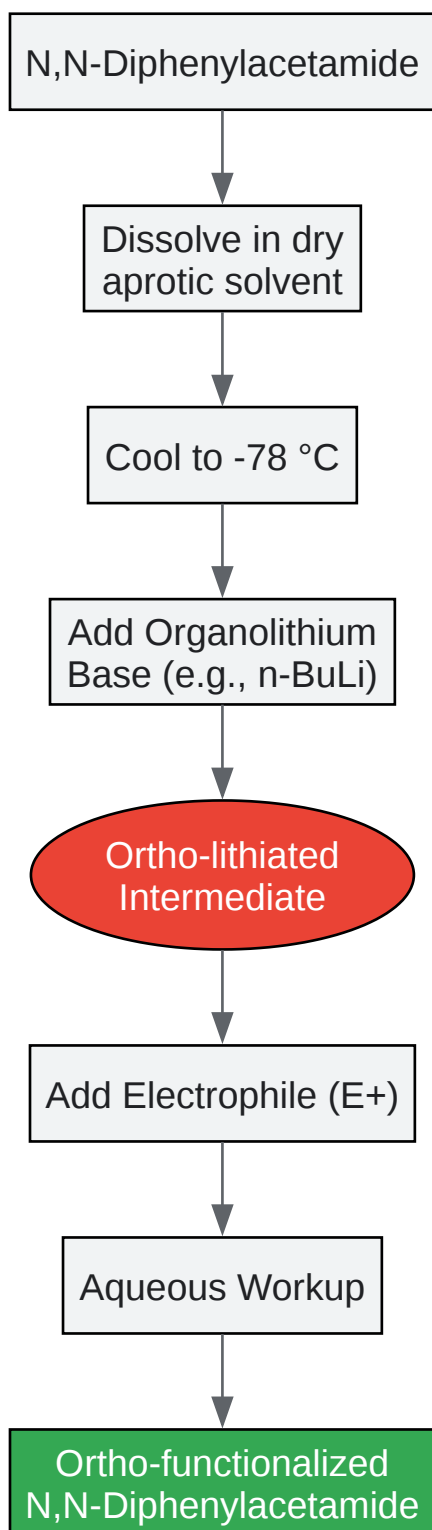 N,N-Diphenylacetamide
Dissolve in dry
aprotic solvent
Cool to -78 °C
Add Organolithium
Base (e.g., n-BuLi)
Ortho-lithiated
Intermediate
Add Electrophile (E+)
Aqueous Workup
Ortho-functionalized
N,N-Diphenylacetamide